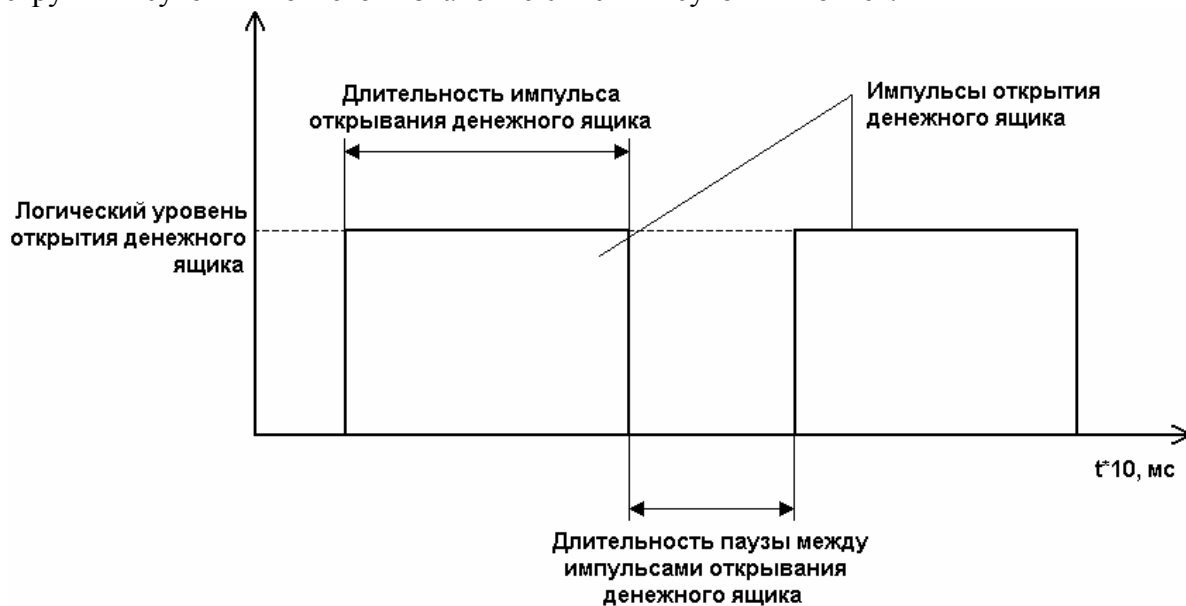 Длительность импульса
открывания денежного ящика
Импульсы открытия
денежного ящика
Логический уровень
открытия денежного
ящика
t*10, мс
Длительность паузы между
импульсами открывания
денежного ящика